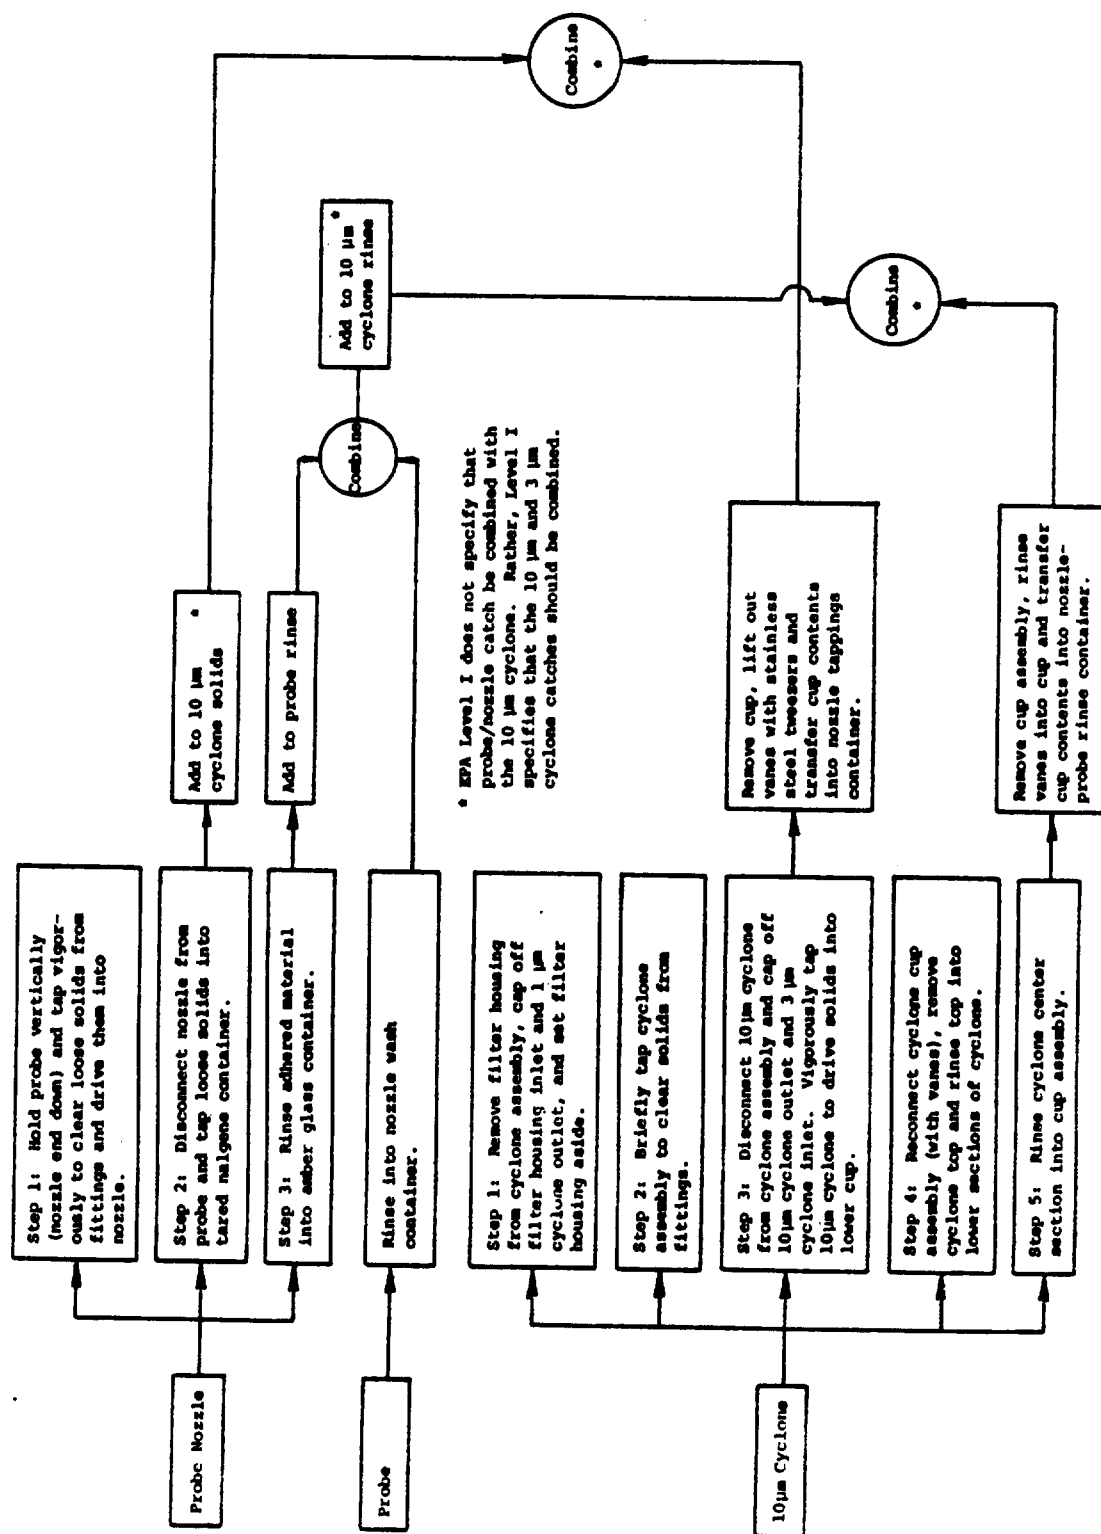 Probe Nozzle
Step 1: Hold probe vertically
(nozzle end down) and tap vigor-
ously to clear loose solids from
fittings and drive them into
nozzle.
Step 2: Disconnect nozzle from
probe and tap loose solids into
tared nalgene container.
Add to 10 µm *
cyclone solids
Step 3: Rinse adhered material
into amber glass container.
Add to probe rinse
Probe
Rinse into nozzle wash
container.
Combine
Add to 10 µm *
cyclone rinse
Combine
*
* EPA Level I does not specify that
probe/nozzle catch be combined with
the 10 µm cyclone. Rather, Level I
specifies that the 10 µm and 3 µm
cyclone catches should be combined.
10µm Cyclone
Step 1: Remove filter housing
from cyclone assembly, cap off
filter housing inlet and 1 µm
cyclone outlet, and set filter
housing aside.
Step 2: Briefly tap cyclone
assembly to clear solids from
fittings.
Step 3: Disconnect 10µm cyclone
from cyclone assembly and cap off
10µm cyclone outlet and 3 µm
cyclone inlet. Vigorously tap
10µm cyclone to drive solids into
lower cup.
Remove cup, lift out
vanes with stainless
steel tweezers and
transfer cup contents
into nozzle tappings
container.
Step 4: Reconnect cyclone cup
assembly (with vanes), remove
cyclone top and rinse top into
lower sections of cyclone.
Step 5: Rinse cyclone center
section into cup assembly.
Remove cup assembly, rinse
vanes into cup and transfer
cup contents into nozzle-
probe rinse container.
Combine
*